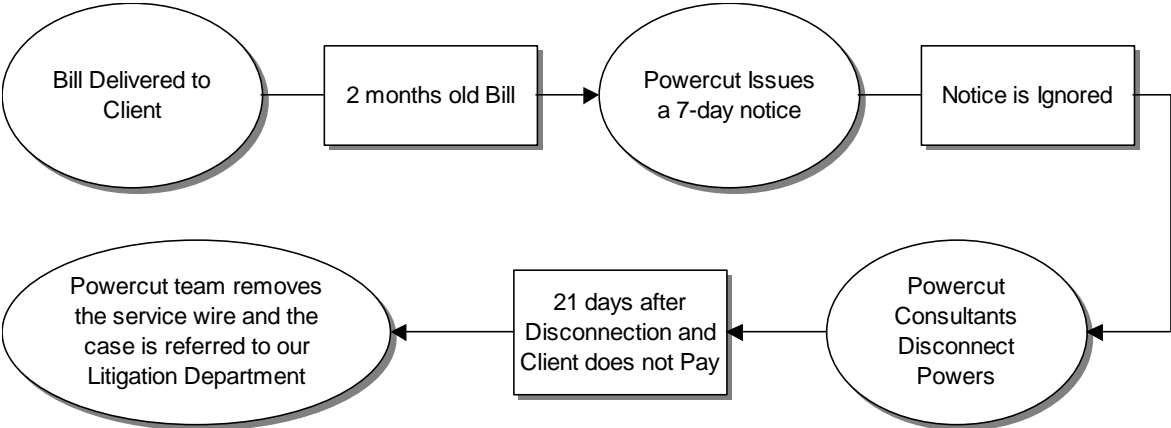 Bill Delivered to
Client
2 months old Bill
Powercut Issues
a 7-day notice
Notice is Ignored
Powercut
Consultants
Disconnect
Powers
21 days after
Disconnection and
Client does not Pay
Powercut team removes
the service wire and the
case is referred to our
Litigation Department